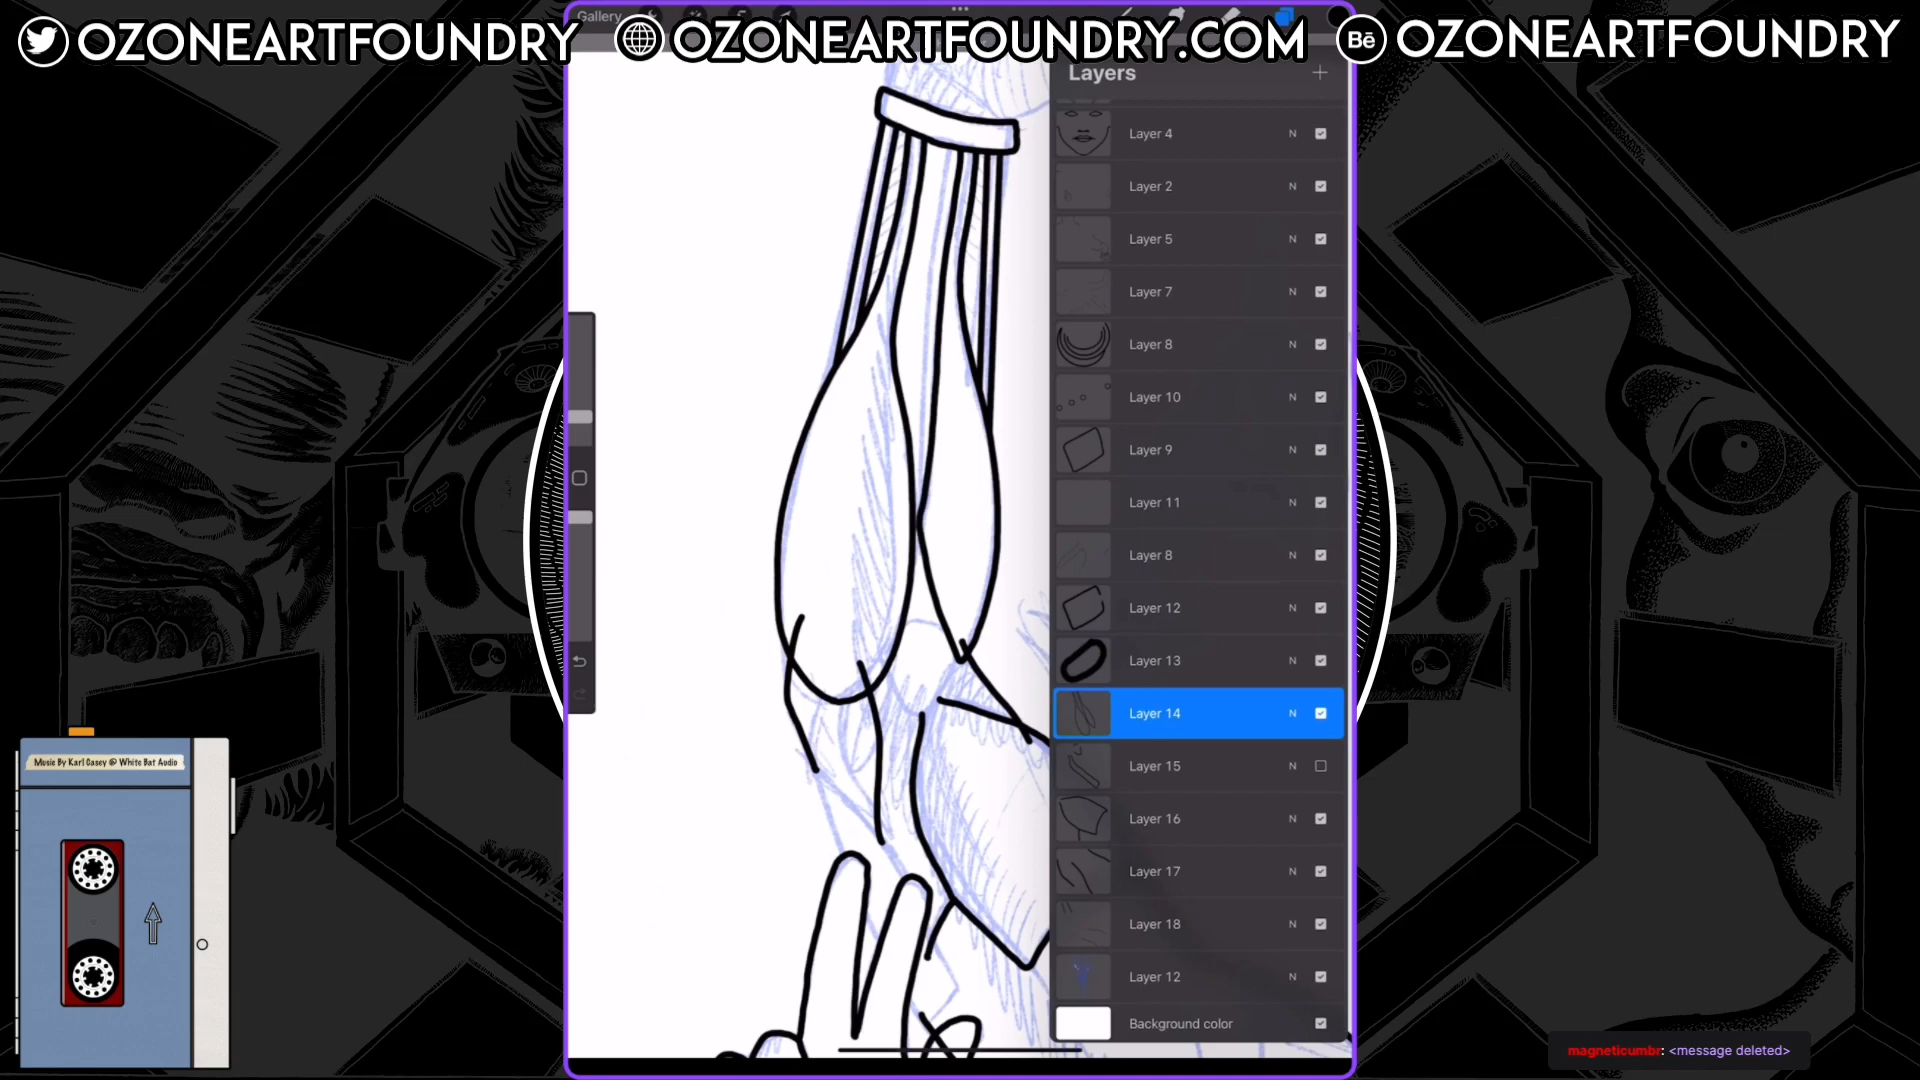 OZONEARTFOUNDRY
OZONEARTFOUNDRY.COM
Bē OZONEARTFOUNDRY
Gallery
Layers
Layer 4 N
Layer 2 N
Layer 5 N
Layer 7 N
Layer 8 N
Layer 10 N
Layer 9 N
Layer 11 N
Layer 8 N
Layer 12 N
Layer 13 N
Layer 14 N
Layer 15 N
Layer 16 N
Layer 17 N
Layer 18 N
Layer 12 N
Background color
Music By Karl Casey @ White Bat Audio
magneticumbr: <message deleted>